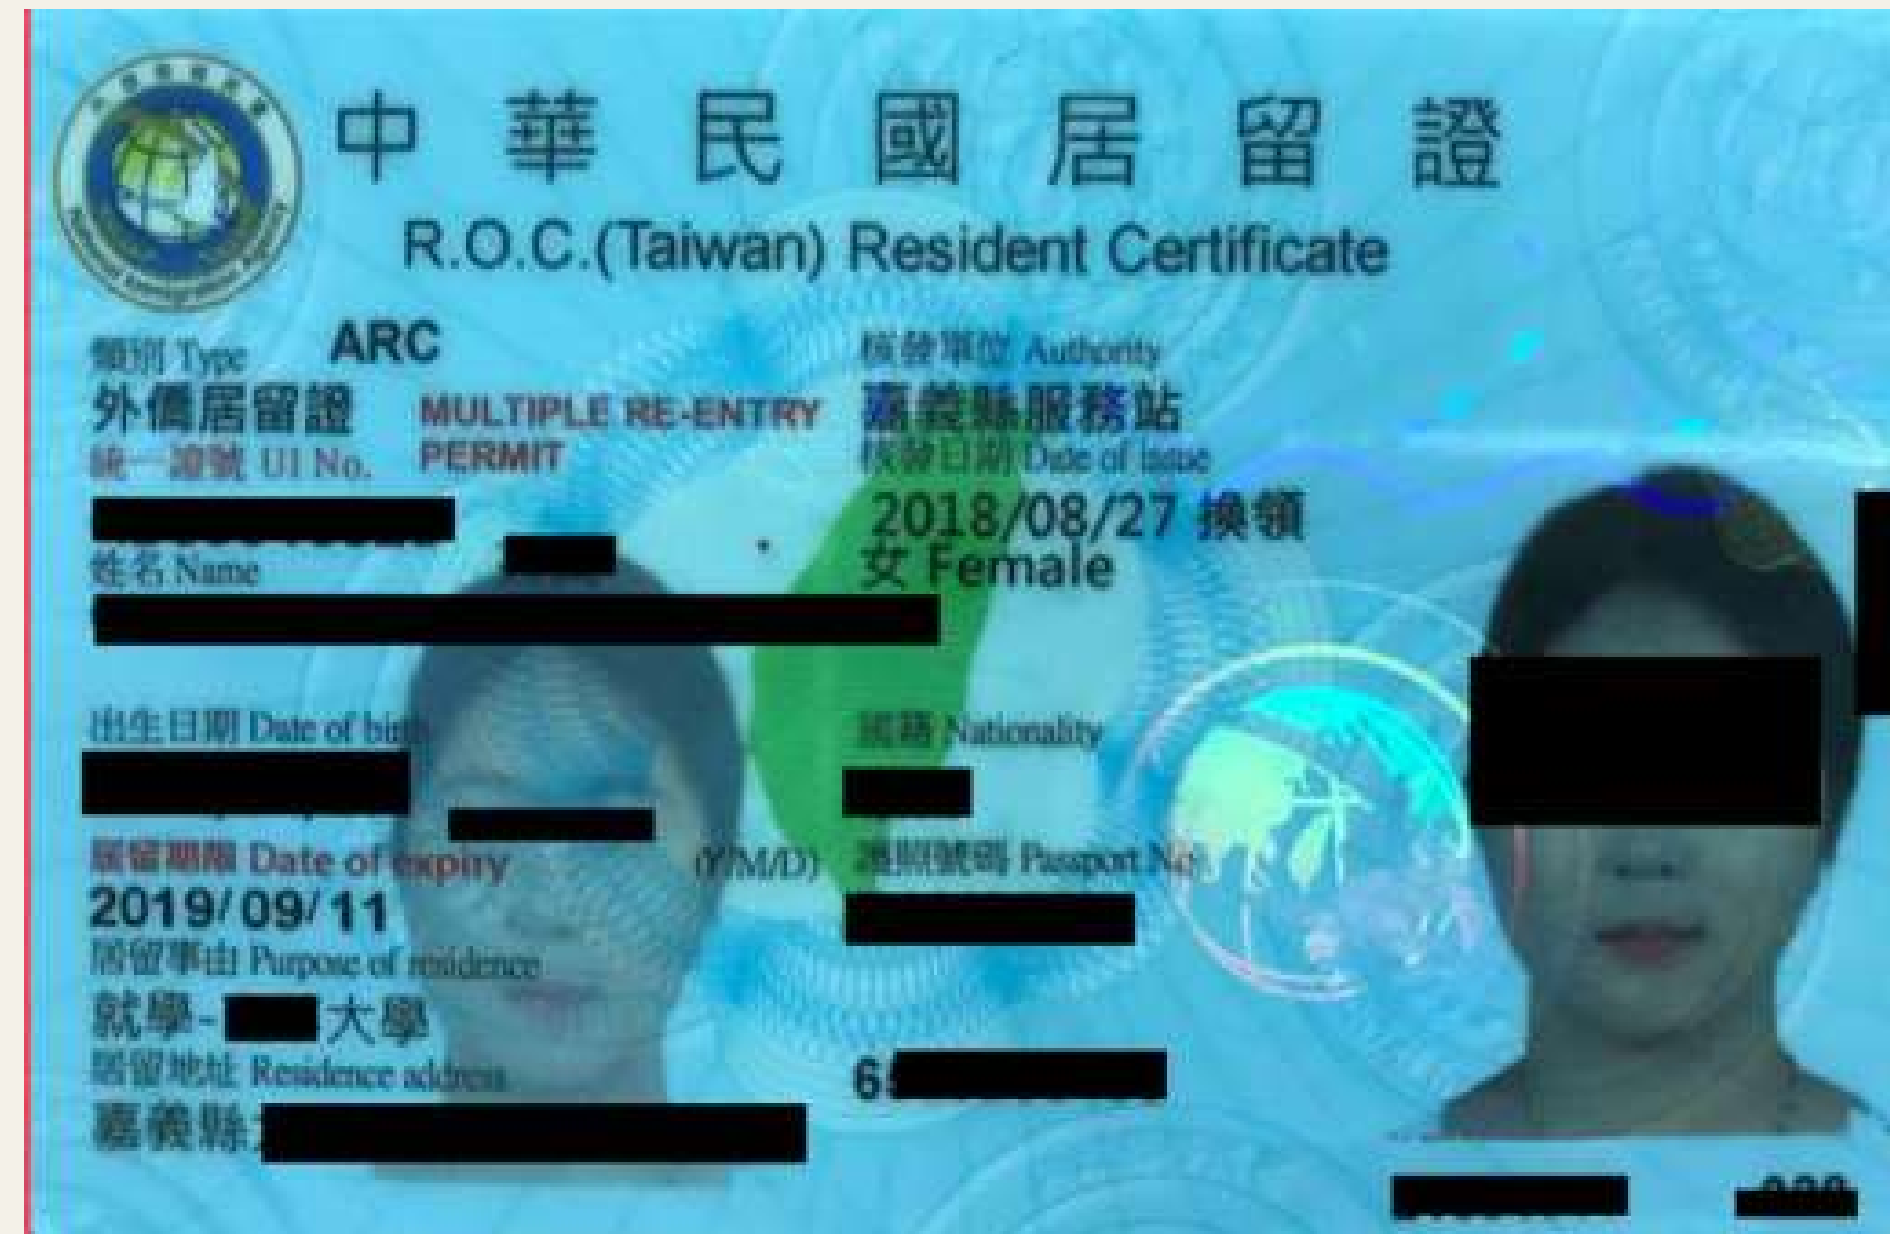 中華民國居留證
R.O.C.(Taiwan) Resident Certificate
類別 Type ARC
外僑居留證
MULTIPLE RE-ENTRY
PERMIT
統一證號 UI No.
姓名 Name
出生日期 Date of birth
居留期限 Date of expiry (Y/M/D)
2019/09/11
居留事由 Purpose of residence
就學- 大學
居留地址 Residence address
嘉義縣
核發單位 Authority
嘉義縣服務站
核發日期 Date of issue
2018/08/27 換領
女 Female
國籍 Nationality
護照號碼 Passport No.